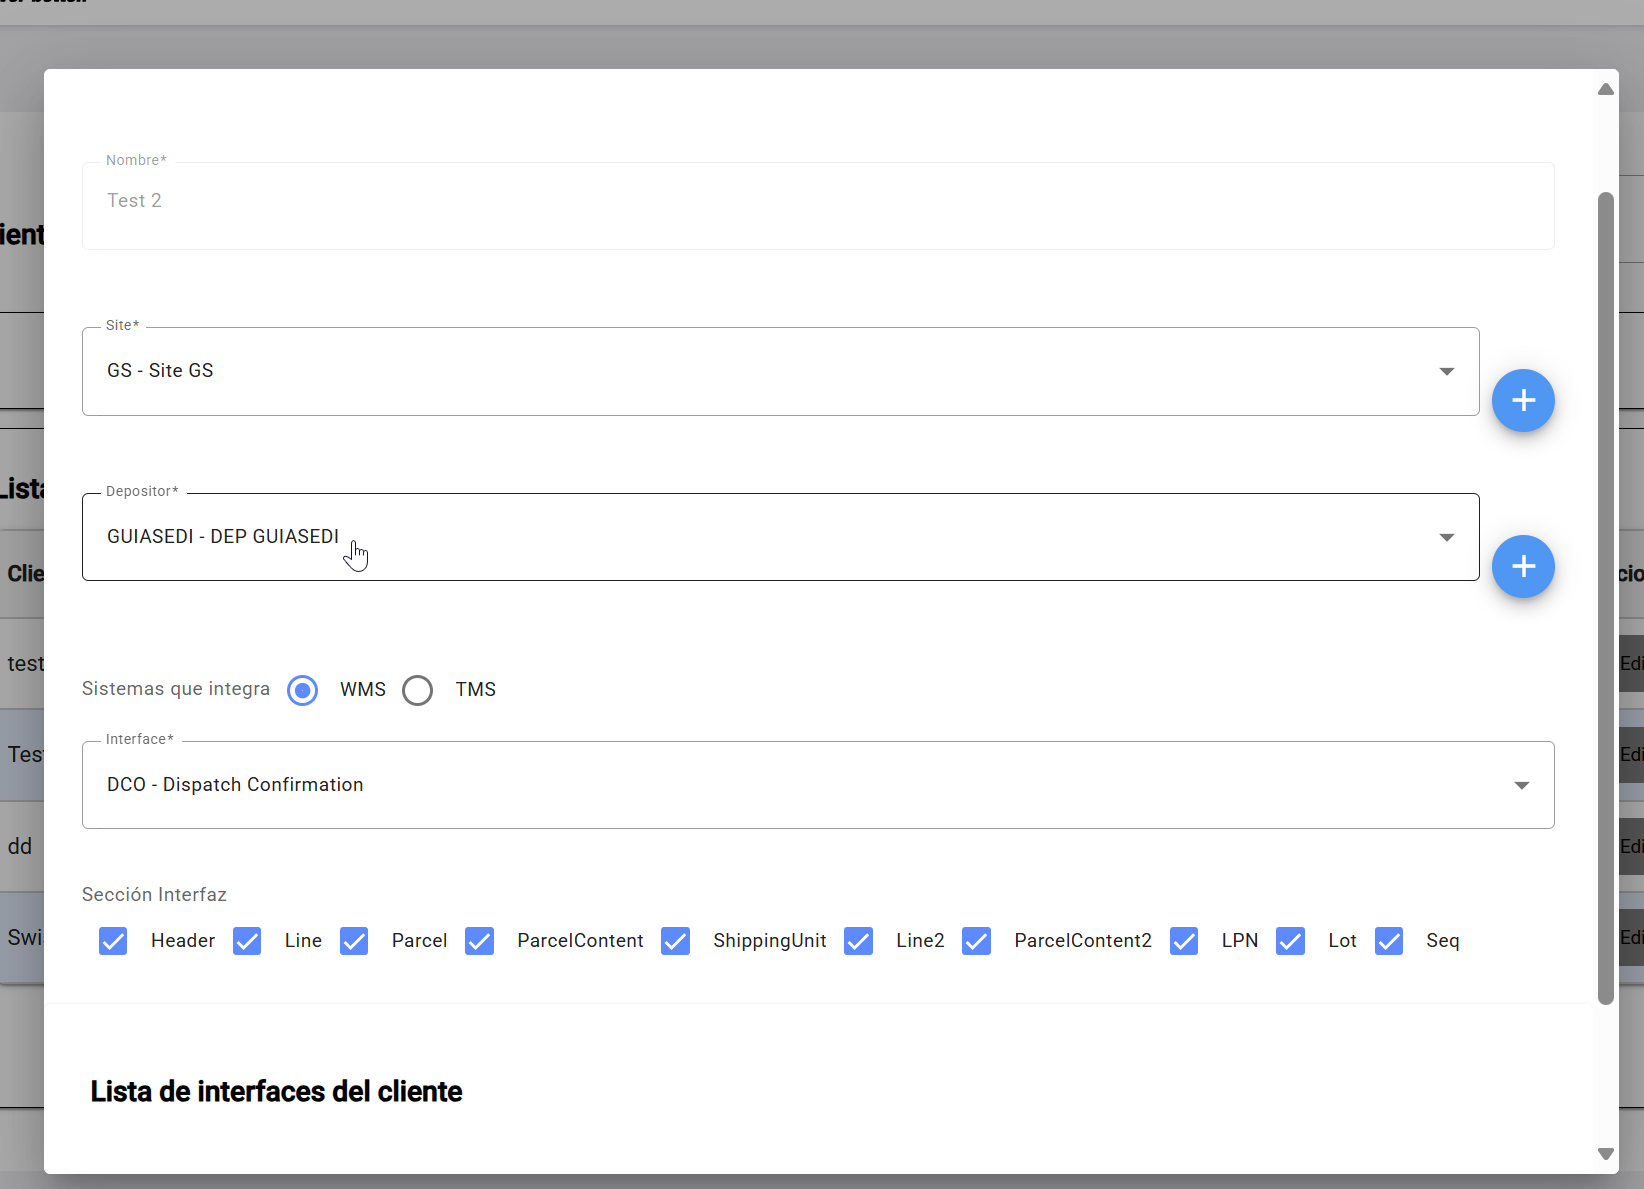 Nombre*
Test 2
Site*
GS - Site GS
Depositor*
GUIASEDI - DEP GUIASEDI
Sistemas que integra WMS TMS
Interface*
DCO - Dispatch Confirmation
Sección Interfaz
Header Line Parcel ParcelContent ShippingUnit Line2 ParcelContent2 LPN Lot Seq
Lista de interfaces del cliente
ient
Lista
Clie
cio
test
Edi
Tes
Edi
dd
Edi
Swi
Edi